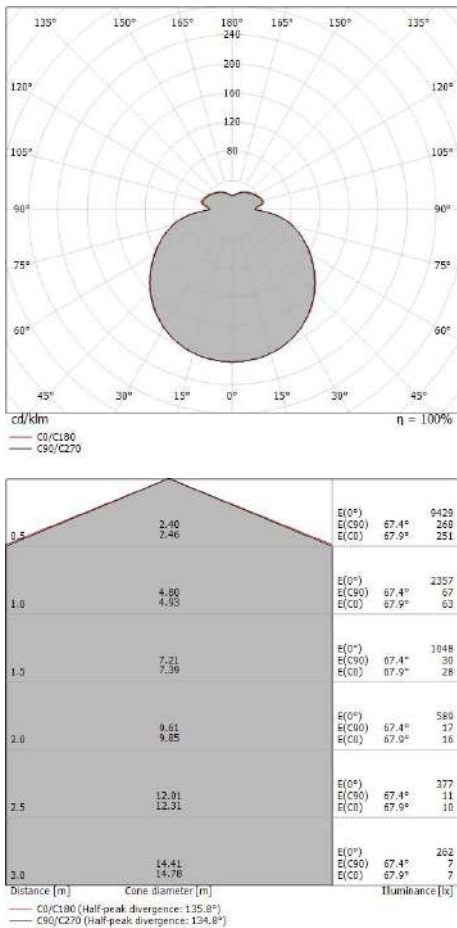 135° 165° 180° 165° 135°
240
200
120° 160 120°
120
105° 80 105°
90° 90°
75° 75°
60° 60°
45° 30° 15° 0° 15° 30° 45°
cd/klm η = 100%
C0/C180
C90/C270
E(0°) 9429
2.40 E(C90) 67.4° 268
0.5 2.46 E(C0) 67.9° 251
E(0°) 2357
4.80 E(C90) 67.4° 67
1.0 4.93 E(C0) 67.9° 63
E(0°) 1048
7.21 E(C90) 67.4° 30
1.5 7.39 E(C0) 67.9° 28
E(0°) 589
9.61 E(C90) 67.4° 17
2.0 9.85 E(C0) 67.9° 16
E(0°) 377
12.01 E(C90) 67.4° 11
2.5 12.31 E(C0) 67.9° 10
E(0°) 262
14.41 E(C90) 67.4° 7
3.0 14.78 E(C0) 67.9° 7
Distance [m] Cone diameter [m] Illuminance [lx]
C0/C180 (Half-peak divergence: 135.8°)
C90/C270 (Half-peak divergence: 134.8°)